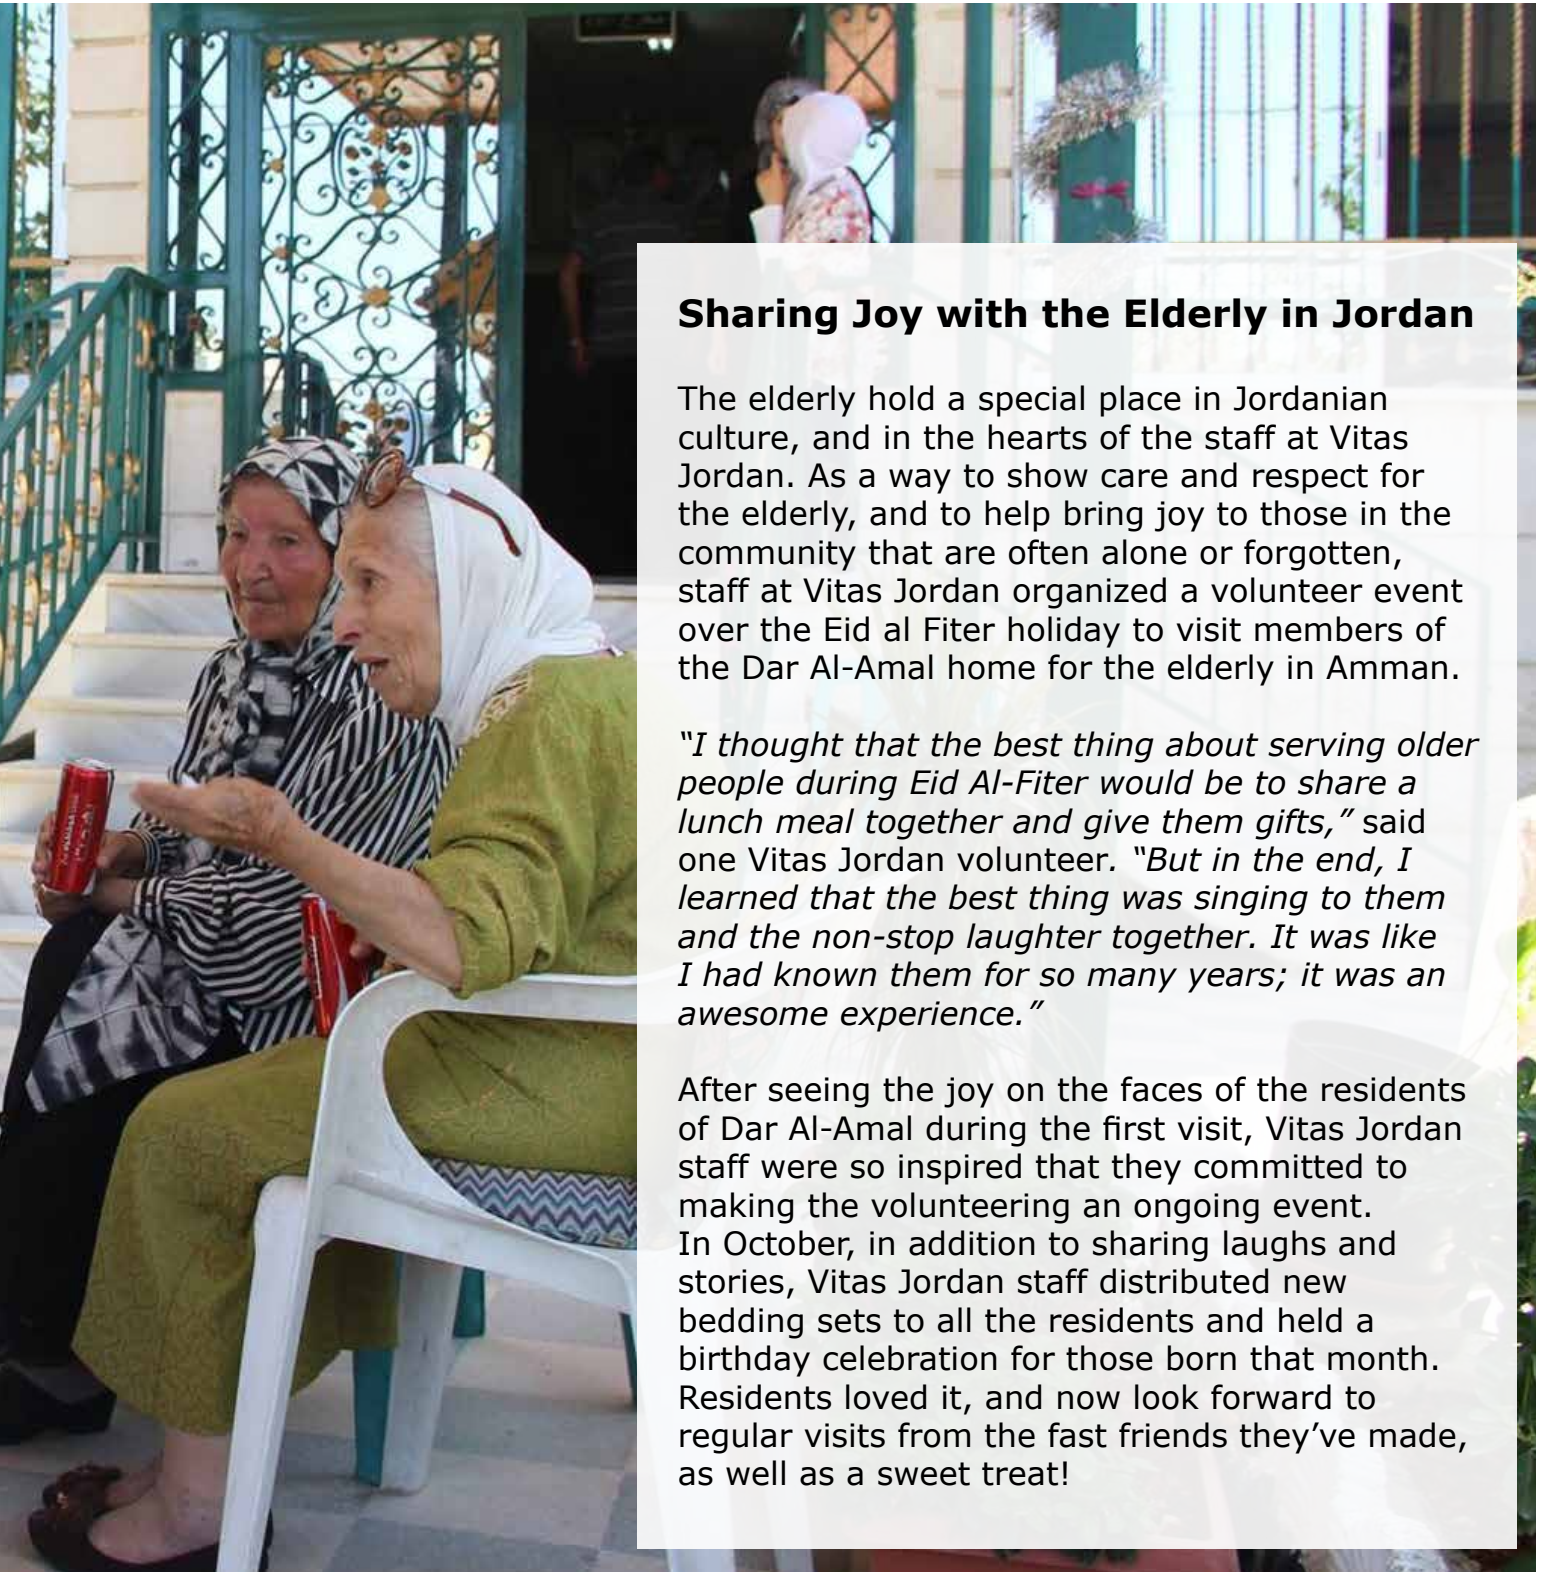 Sharing Joy with the Elderly in Jordan
The elderly hold a special place in Jordanian
culture, and in the hearts of the staff at Vitas
Jordan. As a way to show care and respect for
the elderly, and to help bring joy to those in the
community that are often alone or forgotten,
staff at Vitas Jordan organized a volunteer event
over the Eid al Fiter holiday to visit members of
the Dar Al-Amal home for the elderly in Amman.
“I thought that the best thing about serving older
people during Eid Al-Fiter would be to share a
lunch meal together and give them gifts,” said
one Vitas Jordan volunteer. “But in the end, I
learned that the best thing was singing to them
and the non-stop laughter together. It was like
I had known them for so many years; it was an
awesome experience.”
After seeing the joy on the faces of the residents
of Dar Al-Amal during the first visit, Vitas Jordan
staff were so inspired that they committed to
making the volunteering an ongoing event.
In October, in addition to sharing laughs and
stories, Vitas Jordan staff distributed new
bedding sets to all the residents and held a
birthday celebration for those born that month.
Residents loved it, and now look forward to
regular visits from the fast friends they’ve made,
as well as a sweet treat!